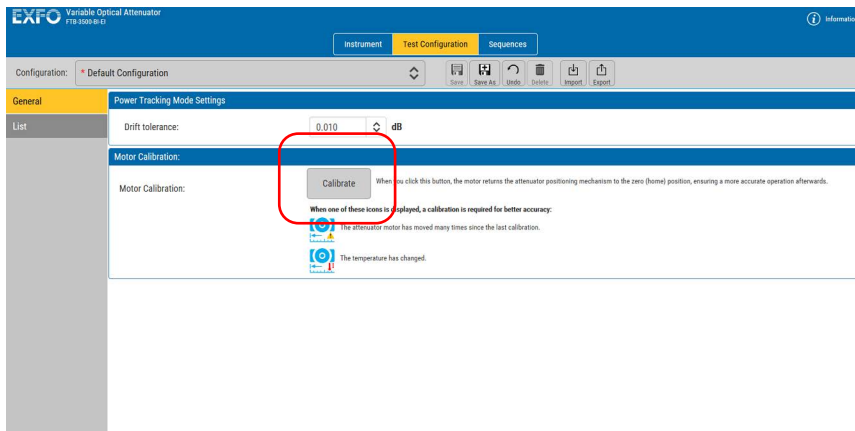 EXFO Variable Optical Attenuator
FTB-3500-BI-EI
Informatio
Instrument Test Configuration Sequences
Configuration: * Default Configuration
Save Save As Undo Delete Import Export
General
List
Power Tracking Mode Settings
Drift tolerance: 0.010 dB
Motor Calibration:
Motor Calibration: Calibrate When you click this button, the motor returns the attenuator positioning mechanism to the zero (home) position, ensuring a more accurate operation afterwards.
When one of these icons is displayed, a calibration is required for better accuracy:
The attenuator motor has moved many times since the last calibration.
The temperature has changed.